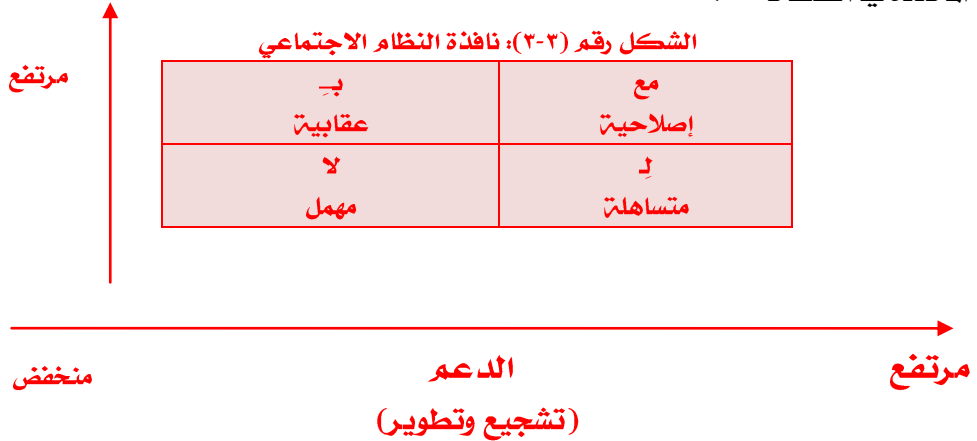 الشكل رقم (٣-٣): نافذة النظام الاجتماعي
مرتفع
مع
إصلاحية
بـِ
عقابية
لِـ
متساهلة
لا
مهمل
مرتفع
الدعم
منخفض
(تشجيع وتطوير)